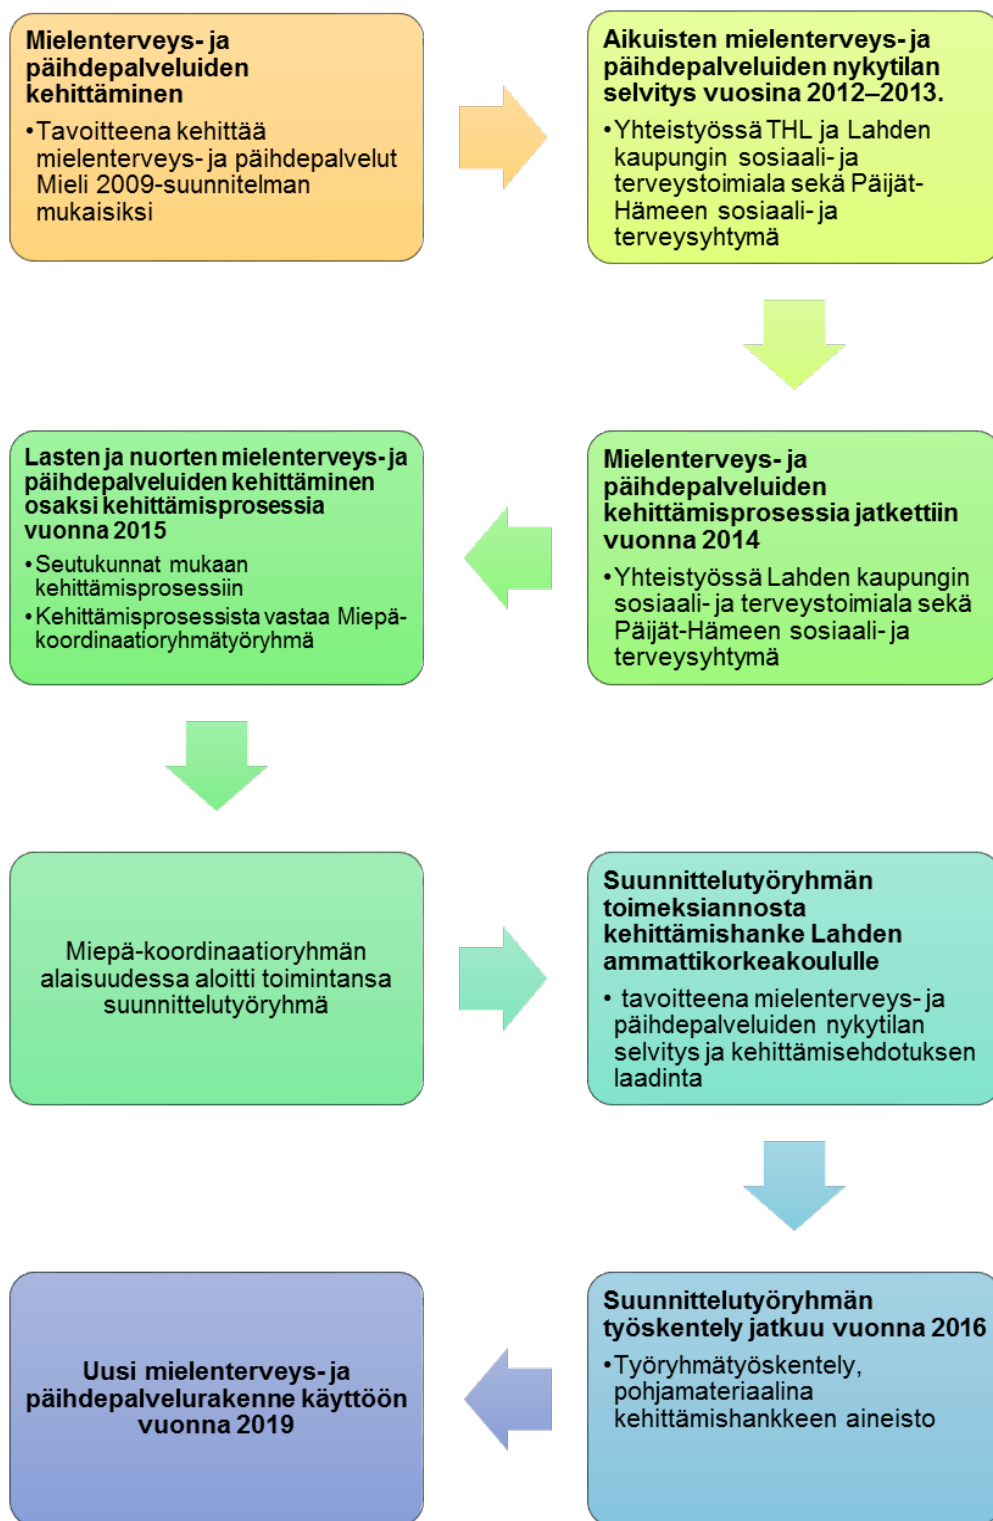 Mielenterveys- ja
päihdepalveluiden
kehittäminen
•Tavoitteena kehittää
mielenterveys- ja päihdepalvelut
Mieli 2009-suunnitelman
mukaisiksi
Aikuisten mielenterveys- ja
päihdepalveluiden nykytilan
selvitys vuosina 2012–2013.
•Yhteistyössä THL ja Lahden
kaupungin sosiaali- ja
terveystoimiala sekä Päijät-
Hämeen sosiaali- ja
terveysyhtymä
Mielenterveys- ja
päihdepalveluiden
kehittämisprosessia jatkettiin
vuonna 2014
•Yhteistyössä Lahden kaupungin
sosiaali- ja terveystoimiala sekä
Päijät-Hämeen sosiaali- ja
terveysyhtymä
Lasten ja nuorten mielenterveys- ja
päihdepalveluiden kehittäminen
osaksi kehittämisprosessia
vuonna 2015
•Seutukunnat mukaan
kehittämisprosessiin
•Kehittämisprosessista vastaa Miepä-
koordinaatioryhmätyöryhmä
Miepä-koordinaatioryhmän
alaisuudessa aloitti toimintansa
suunnittelutyöryhmä
Suunnittelutyöryhmän
toimeksiannosta
kehittämishanke Lahden
ammattikorkeakoululle
• tavoitteena mielenterveys- ja
päihdepalveluiden nykytilan
selvitys ja kehittämisehdotuksen
laadinta
Suunnittelutyöryhmän
työskentely jatkuu vuonna 2016
•Työryhmätyöskentely,
pohjamateriaalina
kehittämishankkeen aineisto
Uusi mielenterveys- ja
päihdepalvelurakenne käyttöön
vuonna 2019